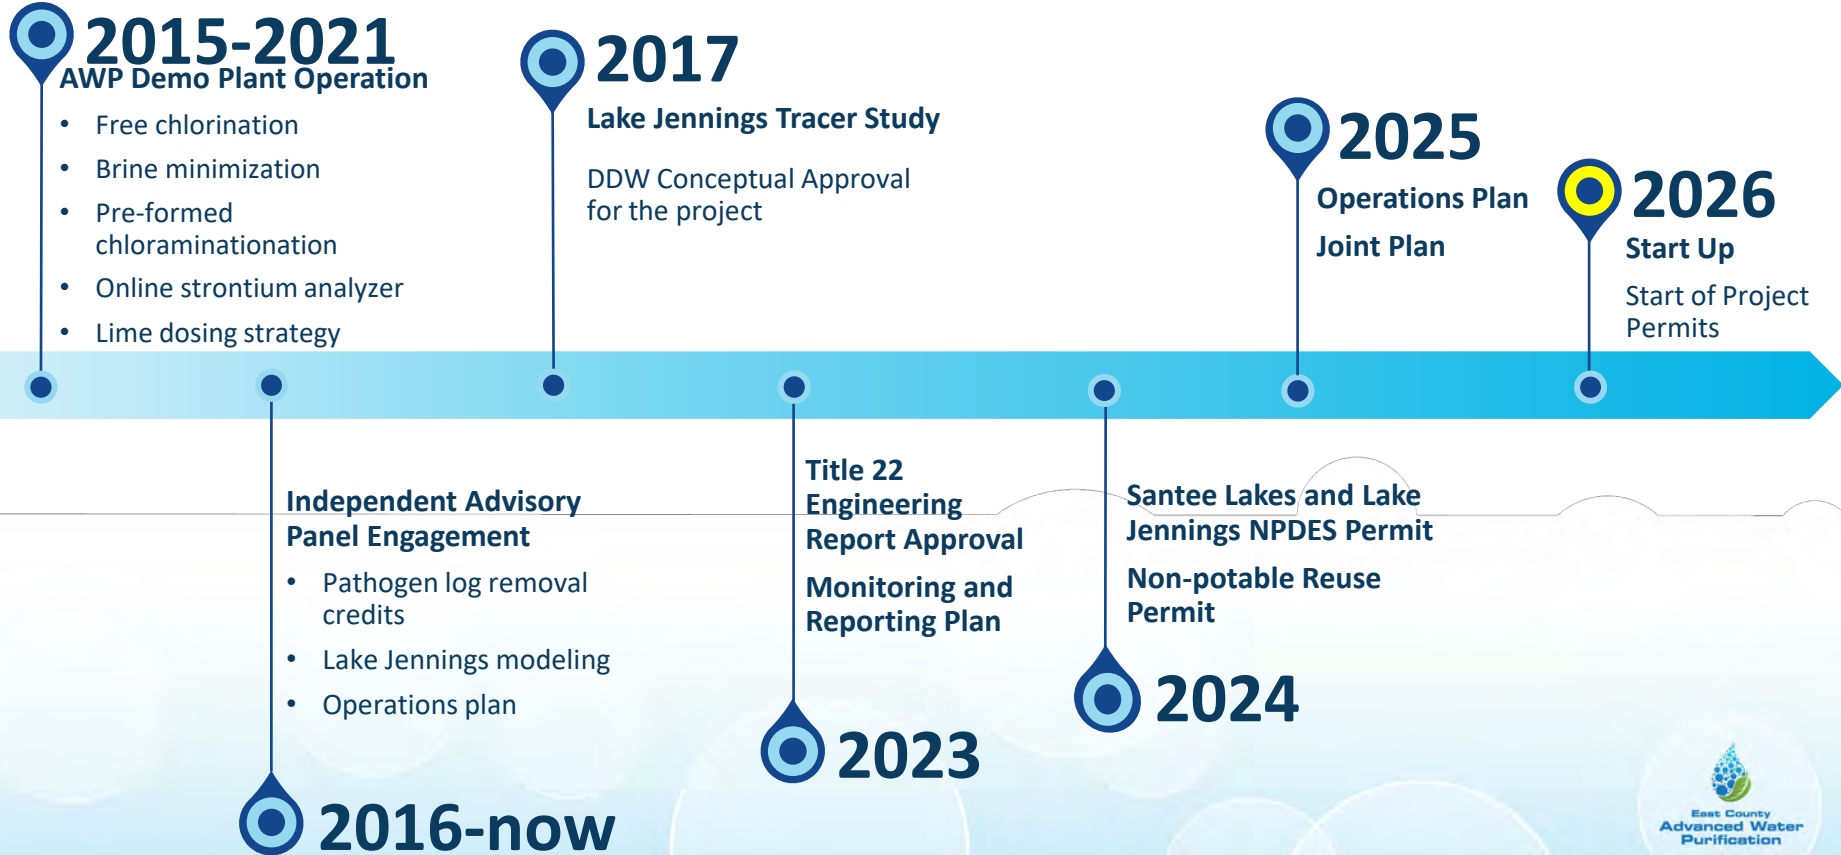 2015-2021
AWP Demo Plant Operation
• Free chlorination
• Brine minimization
• Pre-formed
chloraminationation
• Online strontium analyzer
• Lime dosing strategy
2017
Lake Jennings Tracer Study
DDW Conceptual Approval
for the project
2025
Operations Plan
Joint Plan
2026
Start Up
Start of Project
Permits
Independent Advisory
Panel Engagement
• Pathogen log removal
credits
• Lake Jennings modeling
• Operations plan
2016-now
Title 22
Engineering
Report Approval
Monitoring and
Reporting Plan
2023
Santee Lakes and Lake
Jennings NPDES Permit
Non-potable Reuse
Permit
2024
East County
Advanced Water
Purification